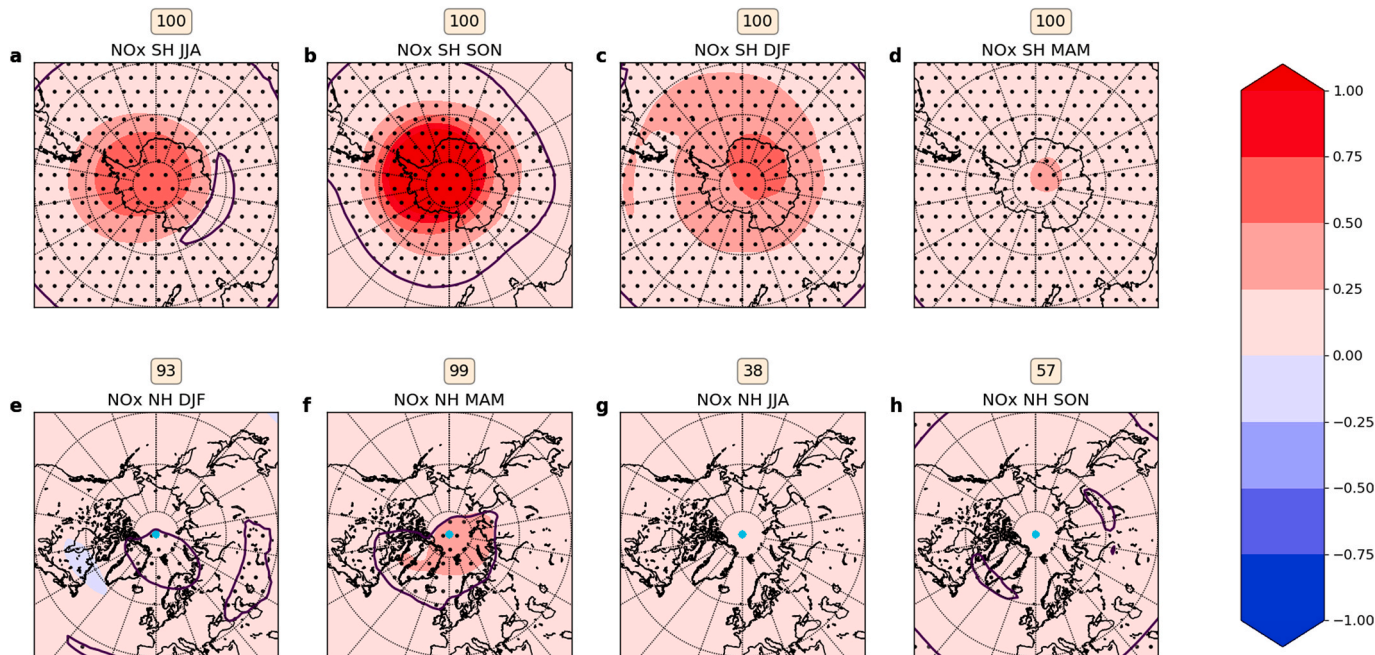 100
100
100
100
a
NOx SH JJA
b
NOx SH SON
c
NOx SH DJF
d
NOx SH MAM
93
99
38
57
e
NOx NH DJF
f
NOx NH MAM
g
NOx NH JJA
h
NOx NH SON
1.00
0.75
0.50
0.25
0.00
−0.25
−0.50
−0.75
−1.00